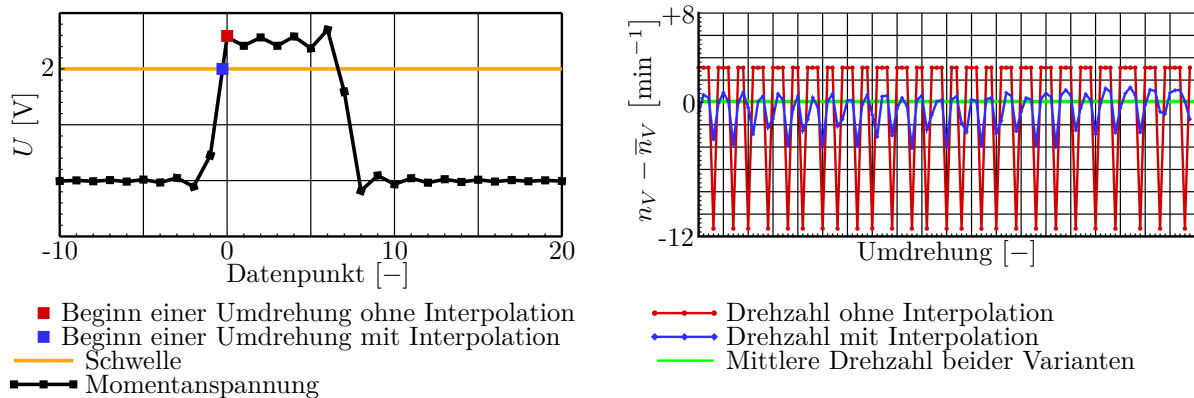 2
U [V]
-10
0
10
20
Datenpunkt [−]
Beginn einer Umdrehung ohne Interpolation
Beginn einer Umdrehung mit Interpolation
Schwelle
Momentanspannung
+8
0
-12
n_V − n̅_V [min⁻¹]
Umdrehung [−]
Drehzahl ohne Interpolation
Drehzahl mit Interpolation
Mittlere Drehzahl beider Varianten